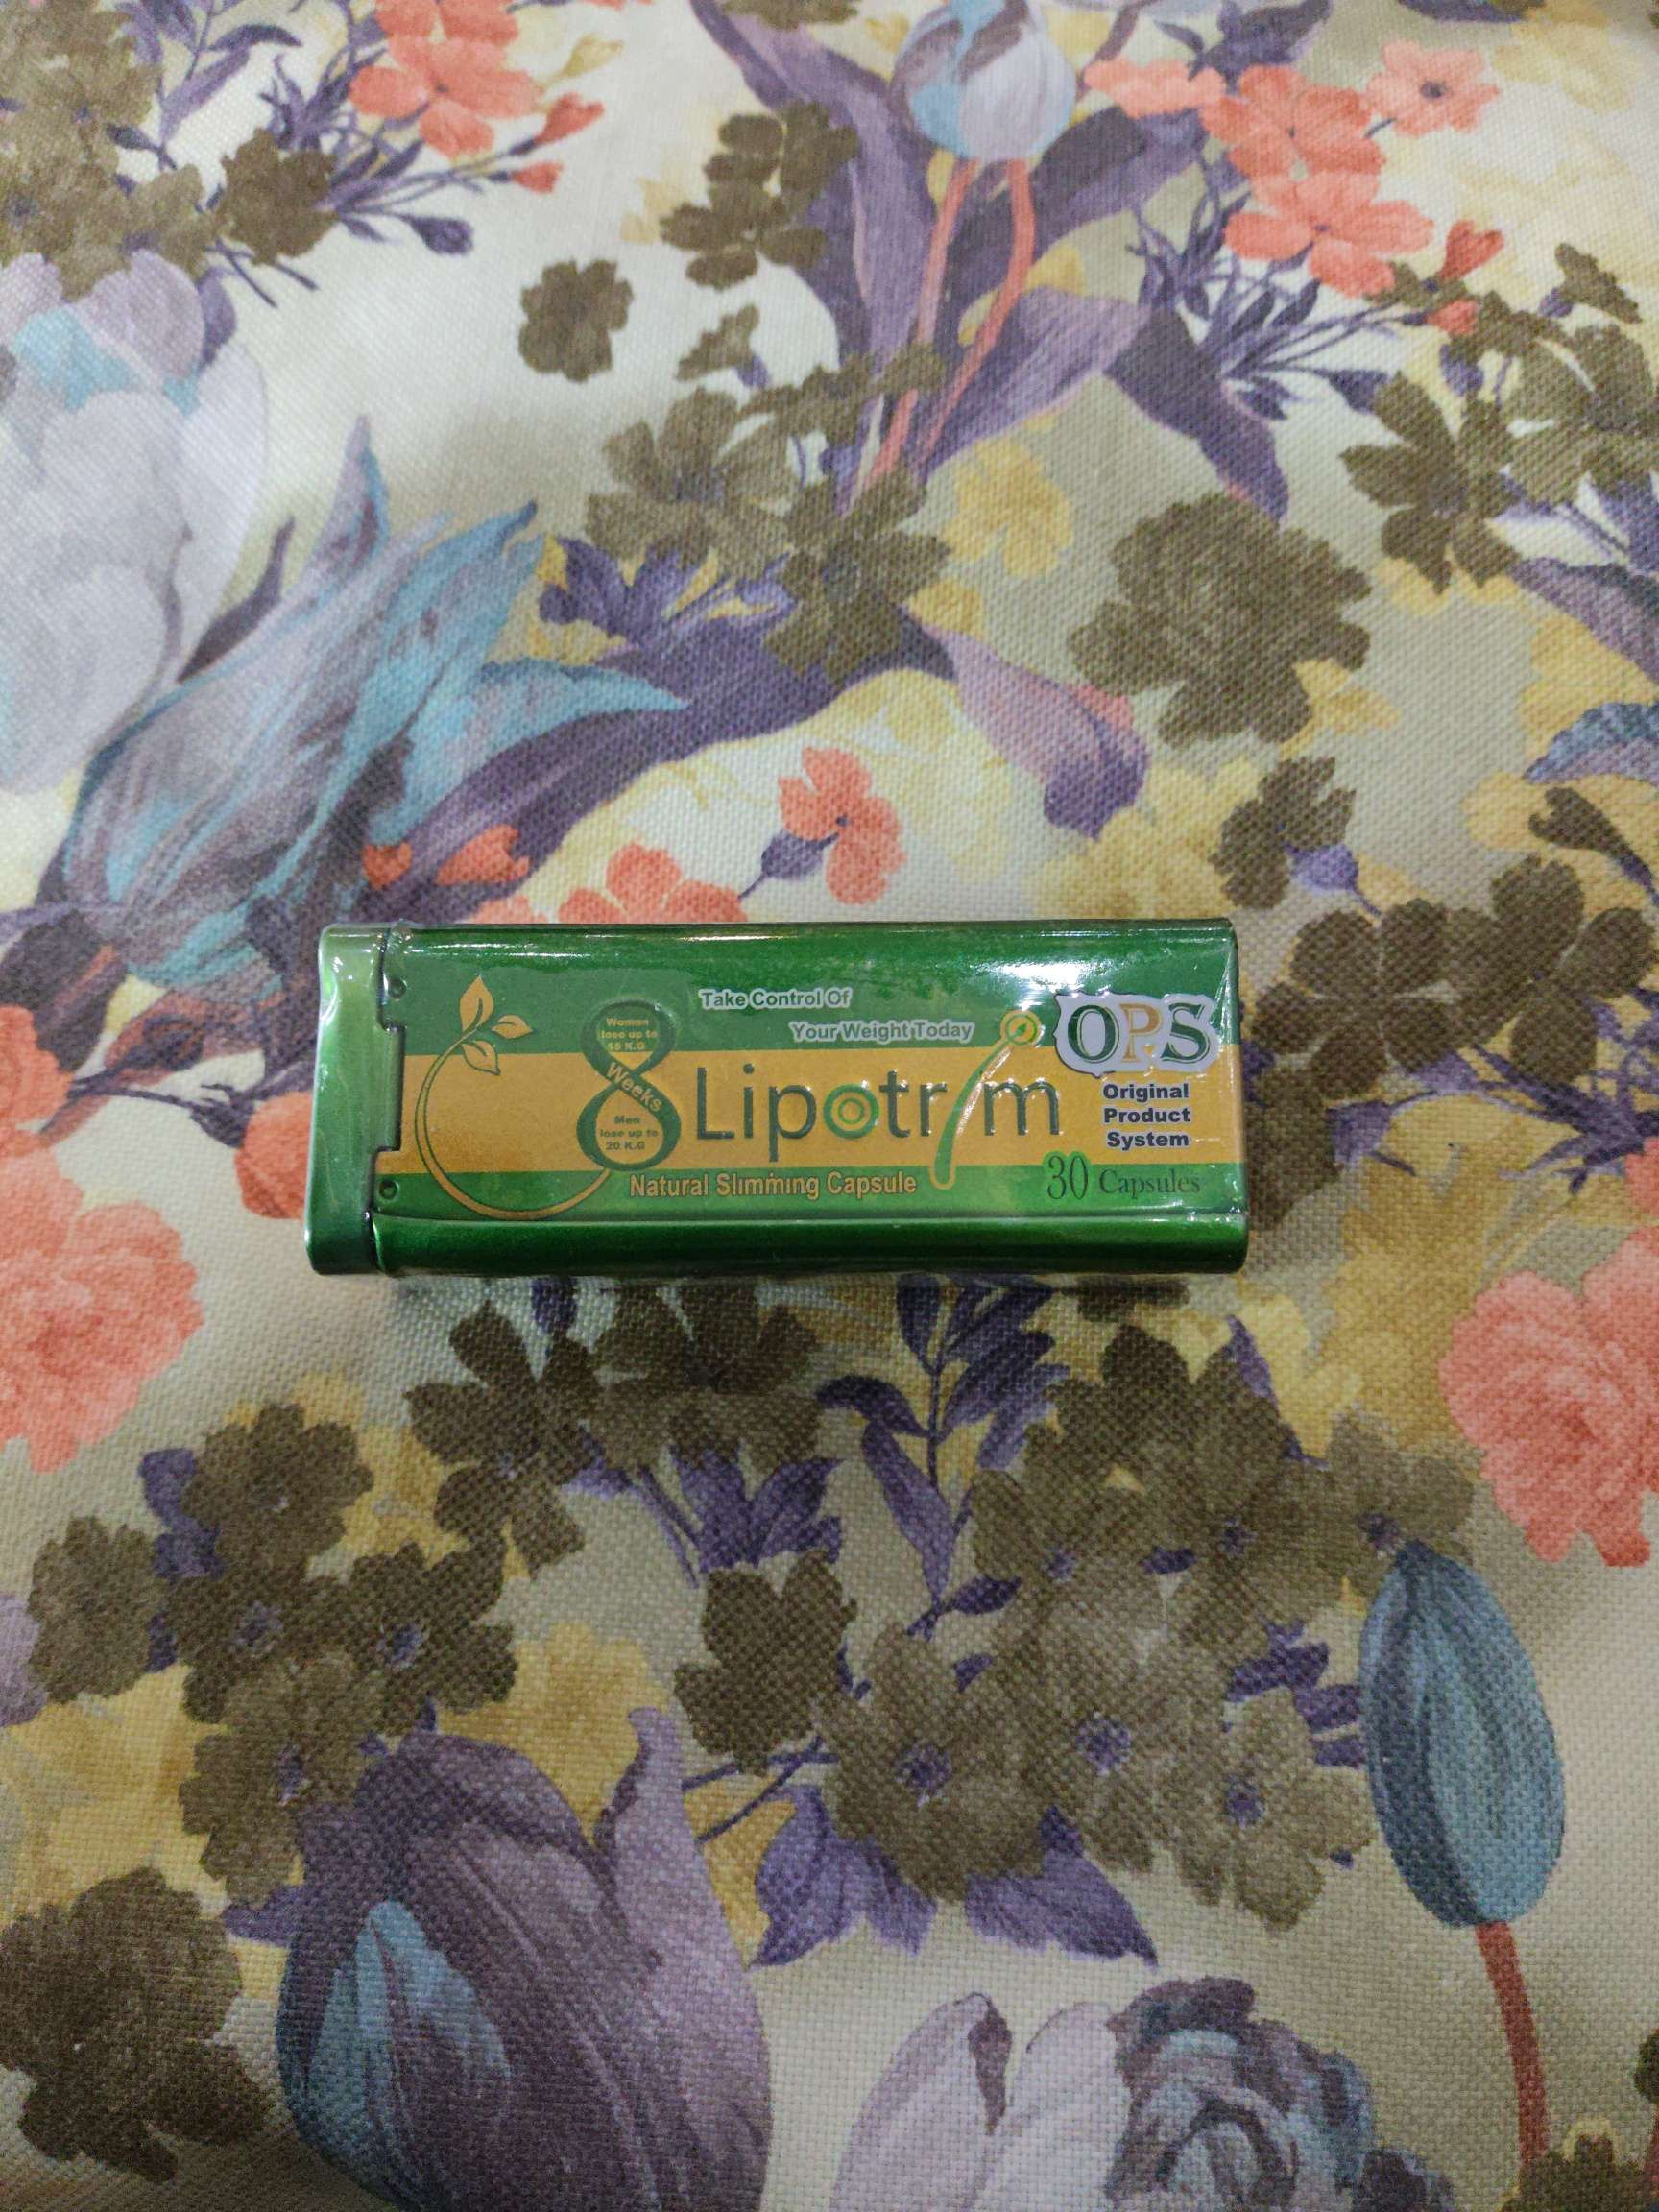 Take Control Of
Your Weight Today
Women
lose up to
15 K.G
8
Weeks
Men
lose up to
20 K.G
Lipotrim
Natural Slimming Capsule
OPS
Original
Product
System
30 Capsules